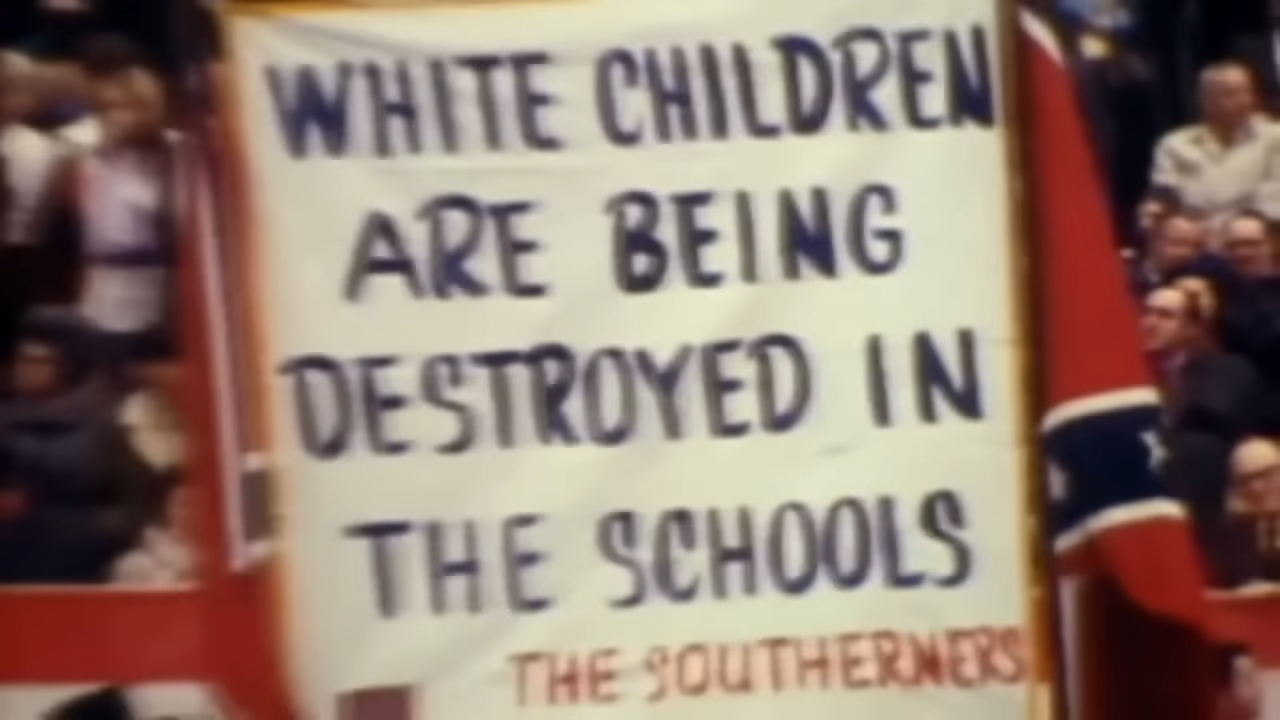 WHITE CHILDREN
ARE BEING
DESTROYED IN
THE SCHOOLS
THE SOUTHERNERS